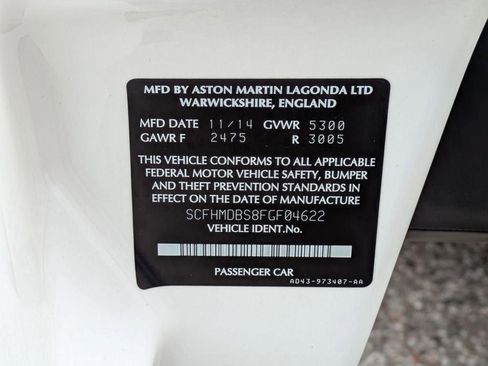 MFD BY ASTON MARTIN LAGONDA LTD
WARWICKSHIRE, ENGLAND
MFD DATE 11/14 GVWR 5300
GAWR F 2475 R 3005
THIS VEHICLE CONFORMS TO ALL APPLICABLE
FEDERAL MOTOR VEHICLE SAFETY, BUMPER
AND THEFT PREVENTION STANDARDS IN
EFFECT ON THE DATE OF MANUFACTURE
SCFHMDBS8FGF04622
VEHICLE IDENT.NO.
PASSENGER CAR
AD43-973407-AA